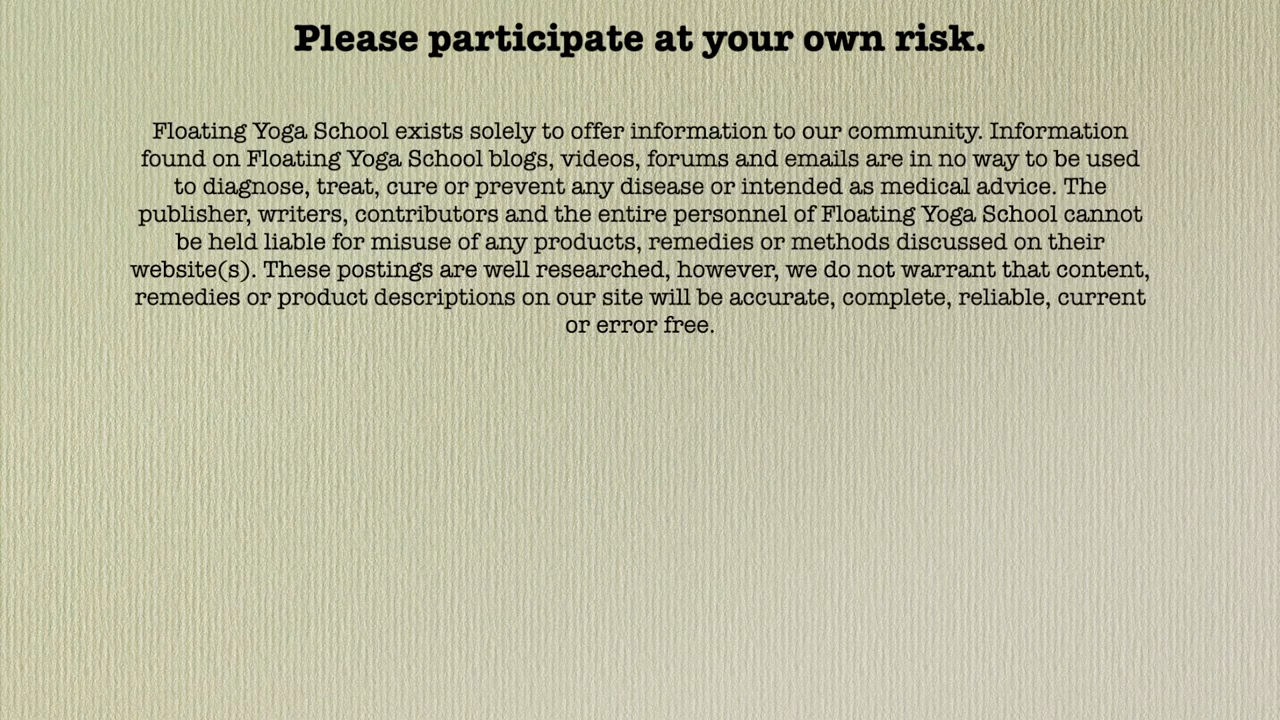 Please participate at your own risk.
Floating Yoga School exists solely to offer information to our community. Information
found on Floating Yoga School blogs, videos, forums and emails are in no way to be used
to diagnose, treat, cure or prevent any disease or intended as medical advice. The
publisher, writers, contributors and the entire personnel of Floating Yoga School cannot
be held liable for misuse of any products, remedies or methods discussed on their
website(s). These postings are well researched, however, we do not warrant that content,
remedies or product descriptions on our site will be accurate, complete, reliable, current
or error free.